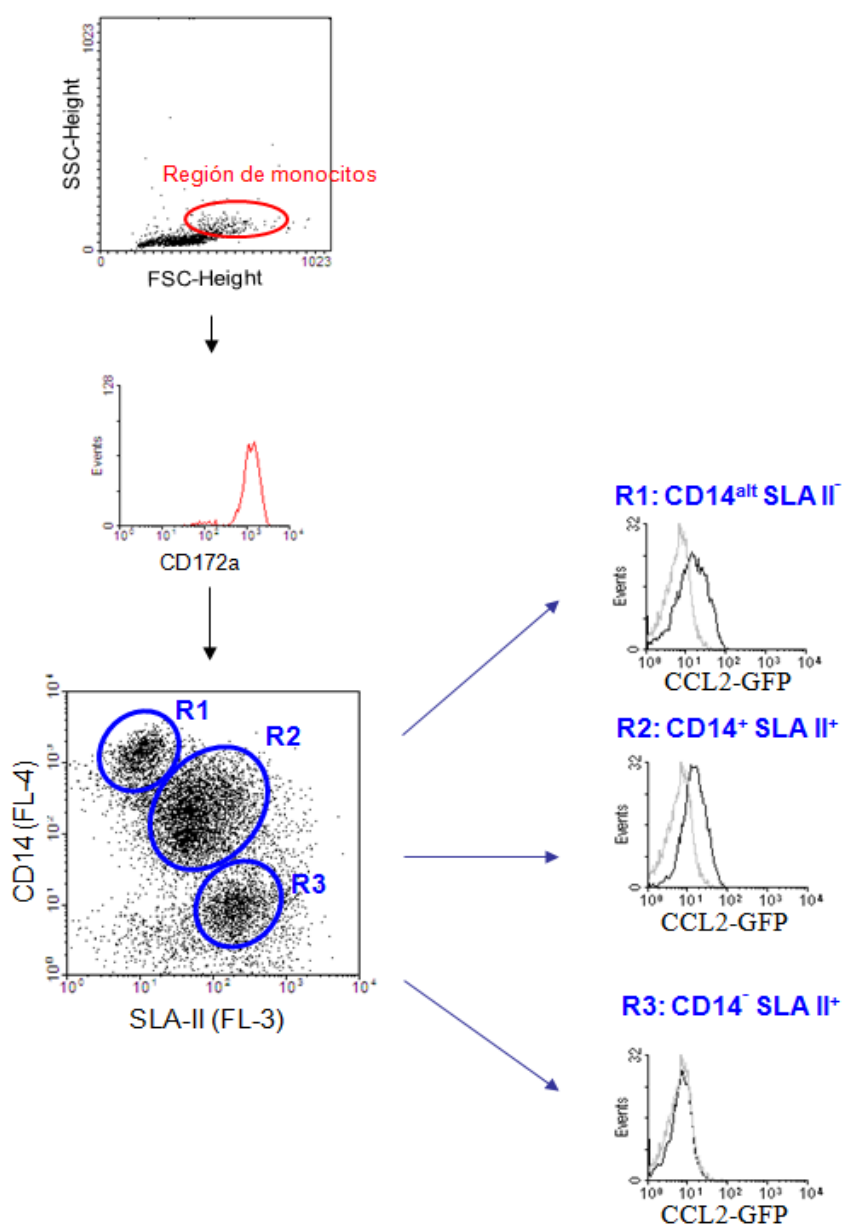 1023
SSC-Height
Región de monocitos
0
0
1023
FSC-Height
128
Events
0
10⁰ 10¹ 10² 10³ 10⁴
CD172a
10⁴
10³
10²
10¹
10⁰
CD14 (FL-4)
R1
R2
R3
10⁰ 10¹ 10² 10³ 10⁴
SLA-II (FL-3)
R1: CD14ᵃˡᵗ SLA II⁻
32
Events
0
10⁰ 10¹ 10² 10³ 10⁴
CCL2-GFP
R2: CD14⁺ SLA II⁺
32
Events
0
10⁰ 10¹ 10² 10³ 10⁴
CCL2-GFP
R3: CD14⁻ SLA II⁺
32
Events
0
10⁰ 10¹ 10² 10³ 10⁴
CCL2-GFP